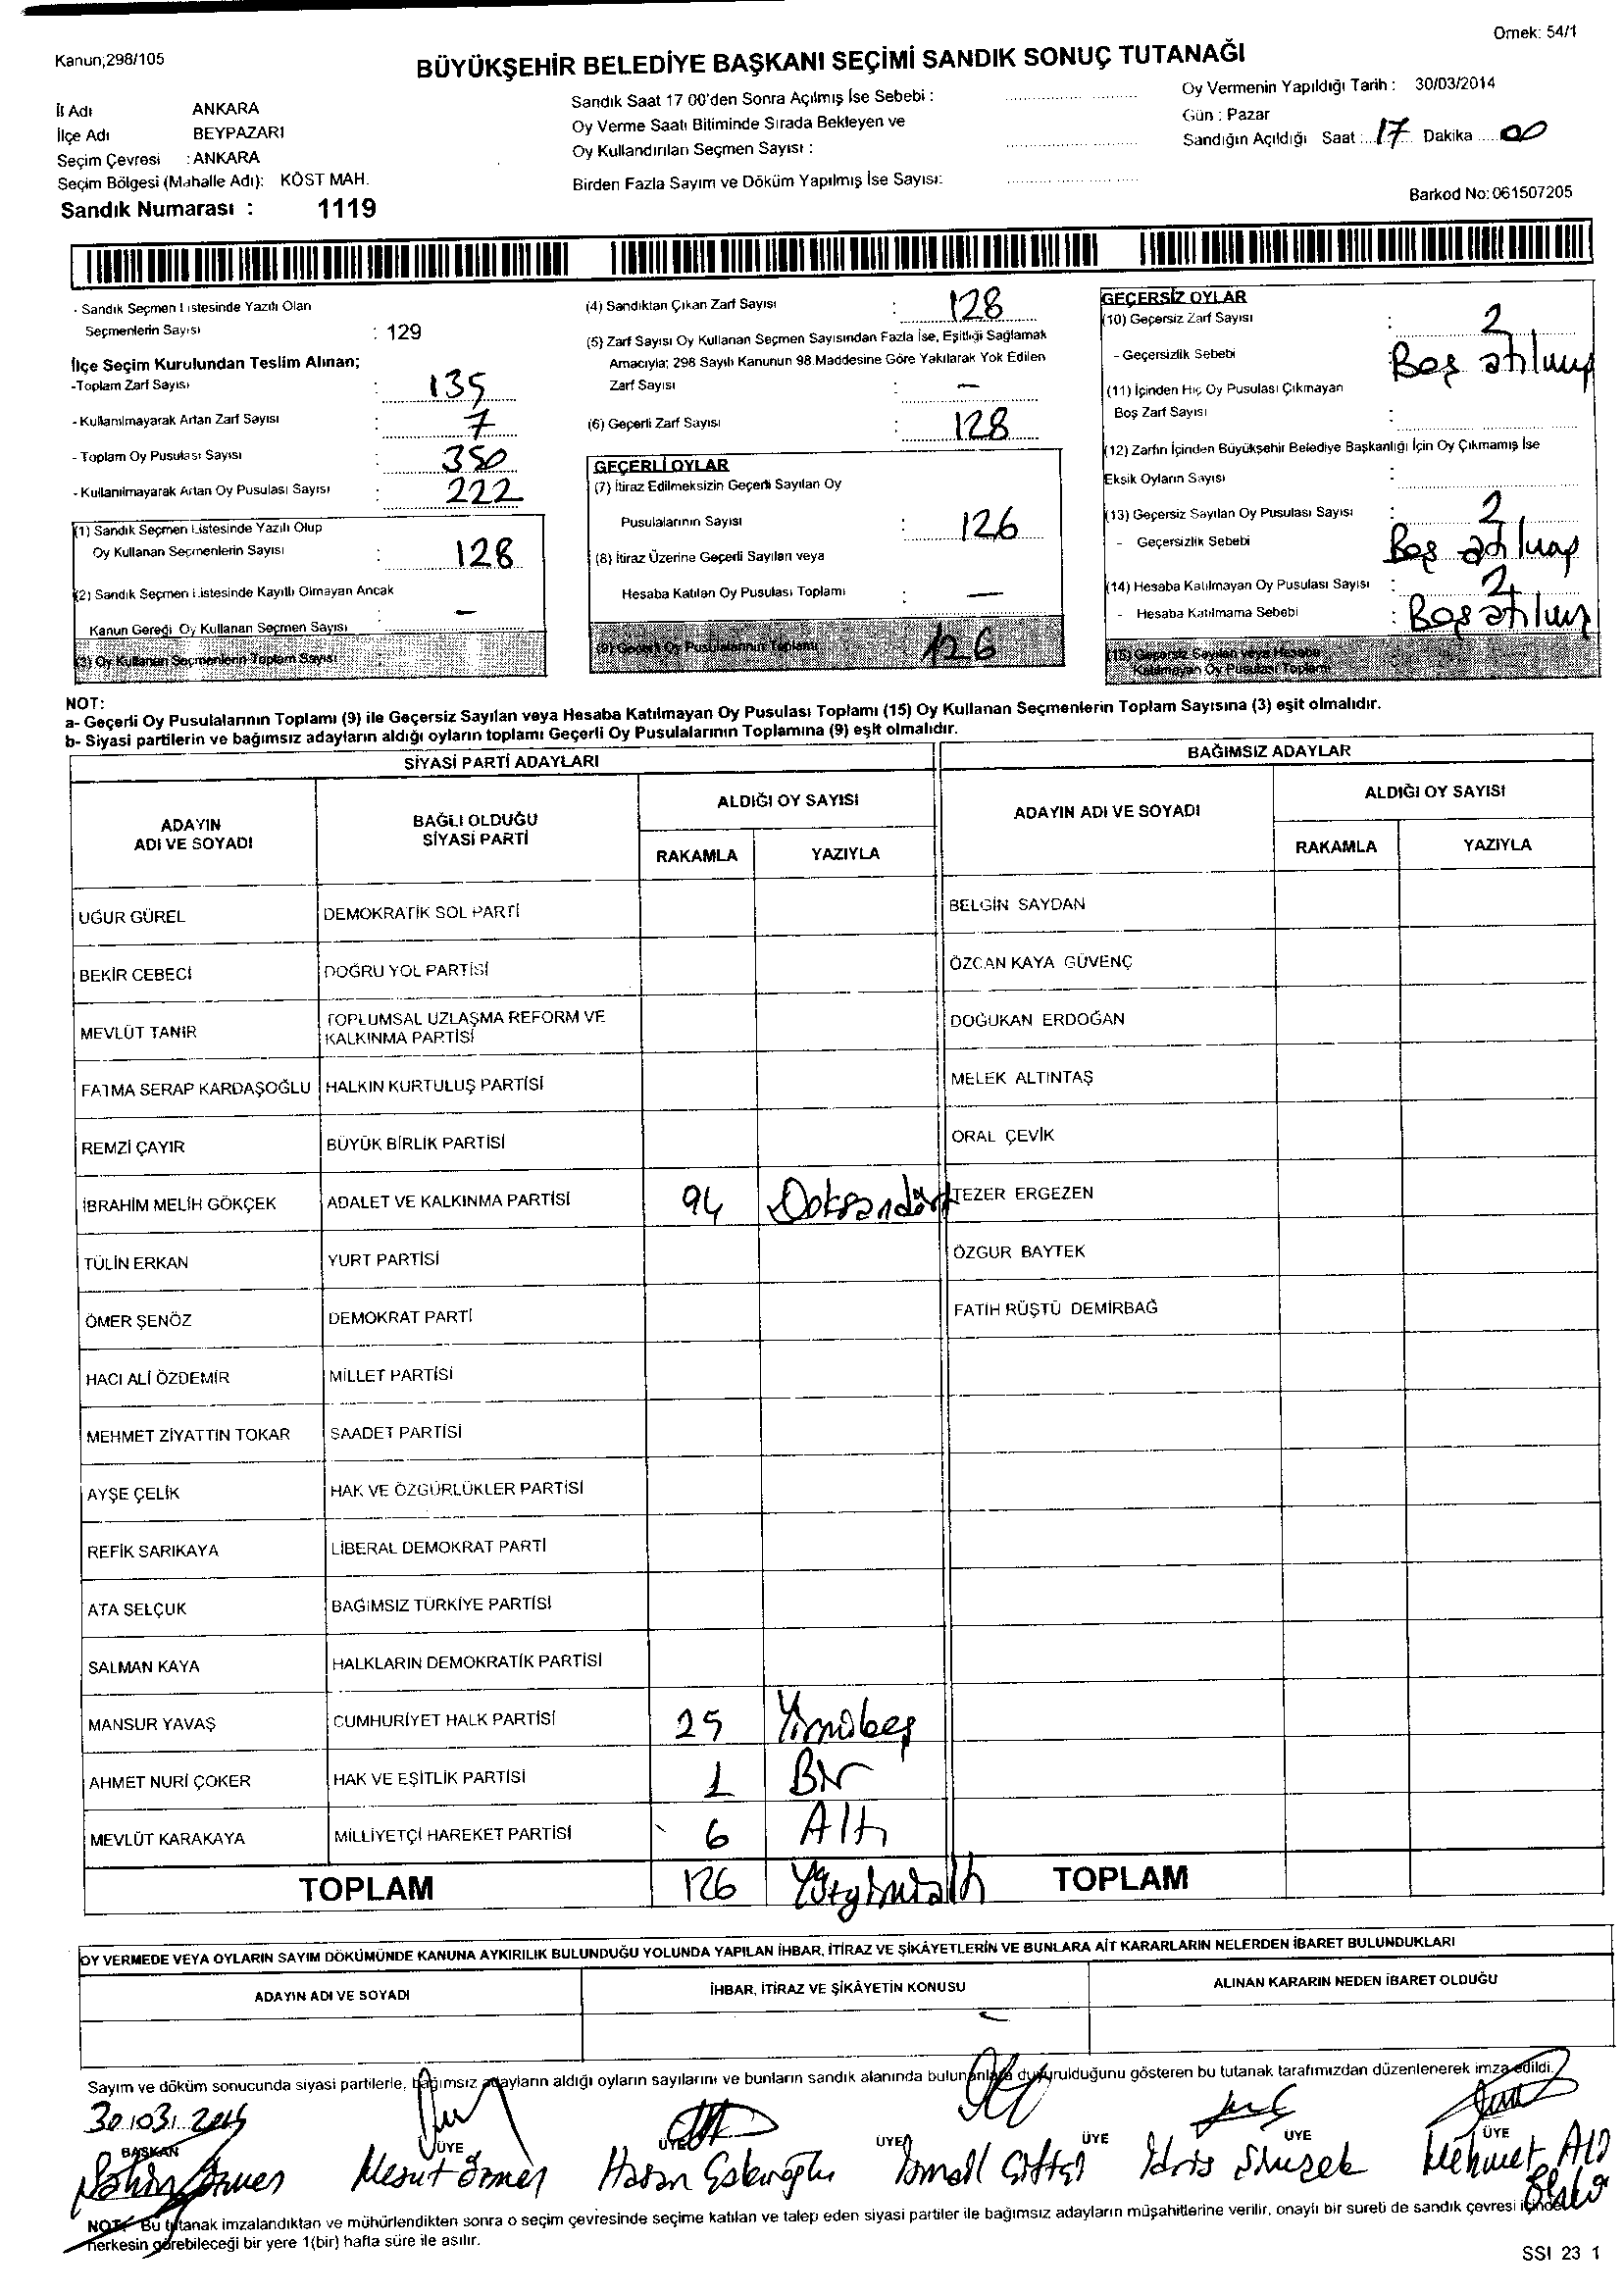 Örnek: 54/1
Kanun;298/105
BÜYÜKŞEHİR BELEDİYE BAŞKANI SEÇİMİ SANDIK SONUÇ TUTANAĞI
İl Adı ANKARA
İlçe Adı BEYPAZARI
Seçim Çevresi : ANKARA
Seçim Bölgesi (Mahalle Adı): KÖST MAH.
Sandık Numarası : 1119
Sandık Saat 17 00'den Sonra Açılmış İse Sebebi :
Oy Verme Saati Bitiminde Sırada Bekleyen ve
Oy Kullandırılan Seçmen Sayısı :
Birden Fazla Sayım ve Döküm Yapılmış İse Sayısı:
Oy Vermenin Yapıldığı Tarih : 30/03/2014
Gün : Pazar
Sandığın Açıldığı Saat : 17 Dakika 00
Barkod No: 061507205
- Sandık Seçmen Listesinde Yazılı Olan
Seçmenlerin Sayısı : 129
İlçe Seçim Kurulundan Teslim Alınan;
-Toplam Zarf Sayısı : 135
- Kullanılmayarak Artan Zarf Sayısı : 7
- Toplam Oy Pusulası Sayısı : 350
- Kullanılmayarak Artan Oy Pusulası Sayısı : 222
(1) Sandık Seçmen Listesinde Yazılı Olup
Oy Kullanan Seçmenlerin Sayısı : 128
(2) Sandık Seçmen Listesinde Kayıtlı Olmayan Ancak
Kanun Gereği Oy Kullanan Seçmen Sayısı : -
(3) Oy Kullanan Seçmenlerin Toplam Sayısı :
(4) Sandıktan Çıkan Zarf Sayısı : 128
(5) Zarf Sayısı Oy Kullanan Seçmen Sayısından Fazla İse, Eşitliği Sağlamak
Amacıyla; 298 Sayılı Kanunun 98.Maddesine Göre Yakılarak Yok Edilen
Zarf Sayısı : -
(6) Geçerli Zarf Sayısı : 128
GEÇERLİ OYLAR
(7) İtiraz Edilmeksizin Geçerli Sayılan Oy
Pusulalarının Sayısı : 126
(8) İtiraz Üzerine Geçerli Sayılan veya
Hesaba Katılan Oy Pusulası Toplamı : -
(9) Geçerli Oy Pusulalarının Toplamı 126
GEÇERSİZ OYLAR
(10) Geçersiz Zarf Sayısı : 2
- Geçersizlik Sebebi : Boş atılmış
(11) İçinden Hiç Oy Pusulası Çıkmayan
Boş Zarf Sayısı :
(12) Zarfın İçinden Büyükşehir Belediye Başkanlığı İçin Oy Çıkmamış İse
Eksik Oyların Sayısı :
(13) Geçersiz Sayılan Oy Pusulası Sayısı : 2
- Geçersizlik Sebebi : Boş atılmış
(14) Hesaba Katılmayan Oy Pusulası Sayısı : 2
- Hesaba Katılmama Sebebi : Boş atılmış
(15) Geçersiz Sayılan veya Hesaba
Katılmayan Oy Pusulası Toplamı
NOT:
a- Geçerli Oy Pusulalarının Toplamı (9) ile Geçersiz Sayılan veya Hesaba Katılmayan Oy Pusulası Toplamı (15) Oy Kullanan Seçmenlerin Toplam Sayısına (3) eşit olmalıdır.
b- Siyasi partilerin ve bağımsız adayların aldığı oyların toplamı Geçerli Oy Pusulalarının Toplamına (9) eşit olmalıdır.
SİYASİ PARTİ ADAYLARI BAĞIMSIZ ADAYLAR
ADAYIN ADI VE SOYADI BAĞLI OLDUĞU SİYASİ PARTİ ALDIĞI OY SAYISI ADAYIN ADI VE SOYADI ALDIĞI OY SAYISI
RAKAMLA YAZIYLA RAKAMLA YAZIYLA
UĞUR GÜREL DEMOKRATİK SOL PARTİ BELGİN SAYDAN
BEKİR CEBECİ DOĞRU YOL PARTİSİ ÖZCAN KAYA GÜVENÇ
MEVLÜT TANIR TOPLUMSAL UZLAŞMA REFORM VE KALKINMA PARTİSİ DOĞUKAN ERDOĞAN
FATMA SERAP KARDAŞOĞLU HALKIN KURTULUŞ PARTİSİ MELEK ALTINTAŞ
REMZİ ÇAYIR BÜYÜK BİRLİK PARTİSİ ORAL ÇEVİK
İBRAHİM MELİH GÖKÇEK ADALET VE KALKINMA PARTİSİ 94 Doksandört TEZER ERGEZEN
TÜLİN ERKAN YURT PARTİSİ ÖZGÜR BAYTEK
ÖMER ŞENÖZ DEMOKRAT PARTİ FATİH RÜŞTÜ DEMİRBAĞ
HACI ALİ ÖZDEMİR MİLLET PARTİSİ
MEHMET ZİYATTİN TOKAR SAADET PARTİSİ
AYŞE ÇELİK HAK VE ÖZGÜRLÜKLER PARTİSİ
REFİK SARIKAYA LİBERAL DEMOKRAT PARTİ
ATA SELÇUK BAĞIMSIZ TÜRKİYE PARTİSİ
SALMAN KAYA HALKLARIN DEMOKRATİK PARTİSİ
MANSUR YAVAŞ CUMHURİYET HALK PARTİSİ 25 Yirmibeş
AHMET NURİ ÇOKER HAK VE EŞİTLİK PARTİSİ 1 Bir
MEVLÜT KARAKAYA MİLLİYETÇİ HAREKET PARTİSİ 6 Altı
TOPLAM 126 Yüzyirmialtı TOPLAM
OY VERMEDE VEYA OYLARIN SAYIM DÖKÜMÜNDE KANUNA AYKIRILIK BULUNDUĞU YOLUNDA YAPILAN İHBAR, İTİRAZ VE ŞİKÂYETLERİN VE BUNLARA AİT KARARLARIN NELERDEN İBARET BULUNDUKLARI
ADAYIN ADI VE SOYADI İHBAR, İTİRAZ VE ŞİKÂYETİN KONUSU ALINAN KARARIN NEDEN İBARET OLDUĞU
Sayım ve döküm sonucunda siyasi partilerle, bağımsız adayların aldığı oyların sayılarını ve bunların sandık alanında bulunanlara duyurulduğunu gösteren bu tutanak tarafımızdan düzenlenerek imza edildi.
30.03.2014
BAŞKAN ÜYE ÜYE ÜYE ÜYE ÜYE ÜYE
Mesut Hasan İsmail Çiftçi İdris Mehmet Ali
NOT: Bu tutanak imzalandıktan ve mühürlendikten sonra o seçim çevresinde seçime katılan ve talep eden siyasi partiler ile bağımsız adayların müşahitlerine verilir, onaylı bir sureti de sandık çevresi içinde
herkesin görebileceği bir yere 1(bir) hafta süre ile asılır.
SSI 23 1